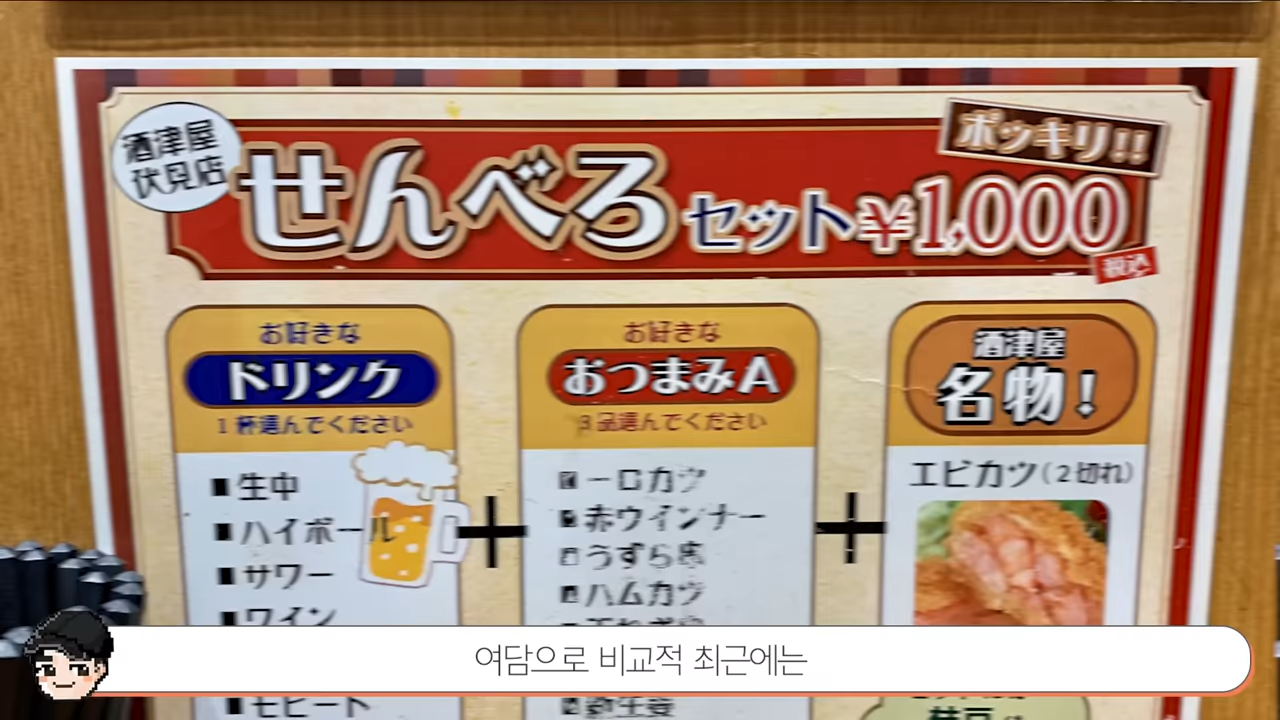 酒津屋
伏見店
せんべろセット¥1,000
ポッキリ!!
税込
お好きな
ドリンク
1杯選んでください
■生中
■ハイボール
■サワー
■ワイン
お好きな
おつまみA
3品選んでください
一口カツ
赤ウインナー
うずら
ハムカツ
酒津屋
名物!
エビカツ(2切れ)
+
+
여담으로 비교적 최근에는